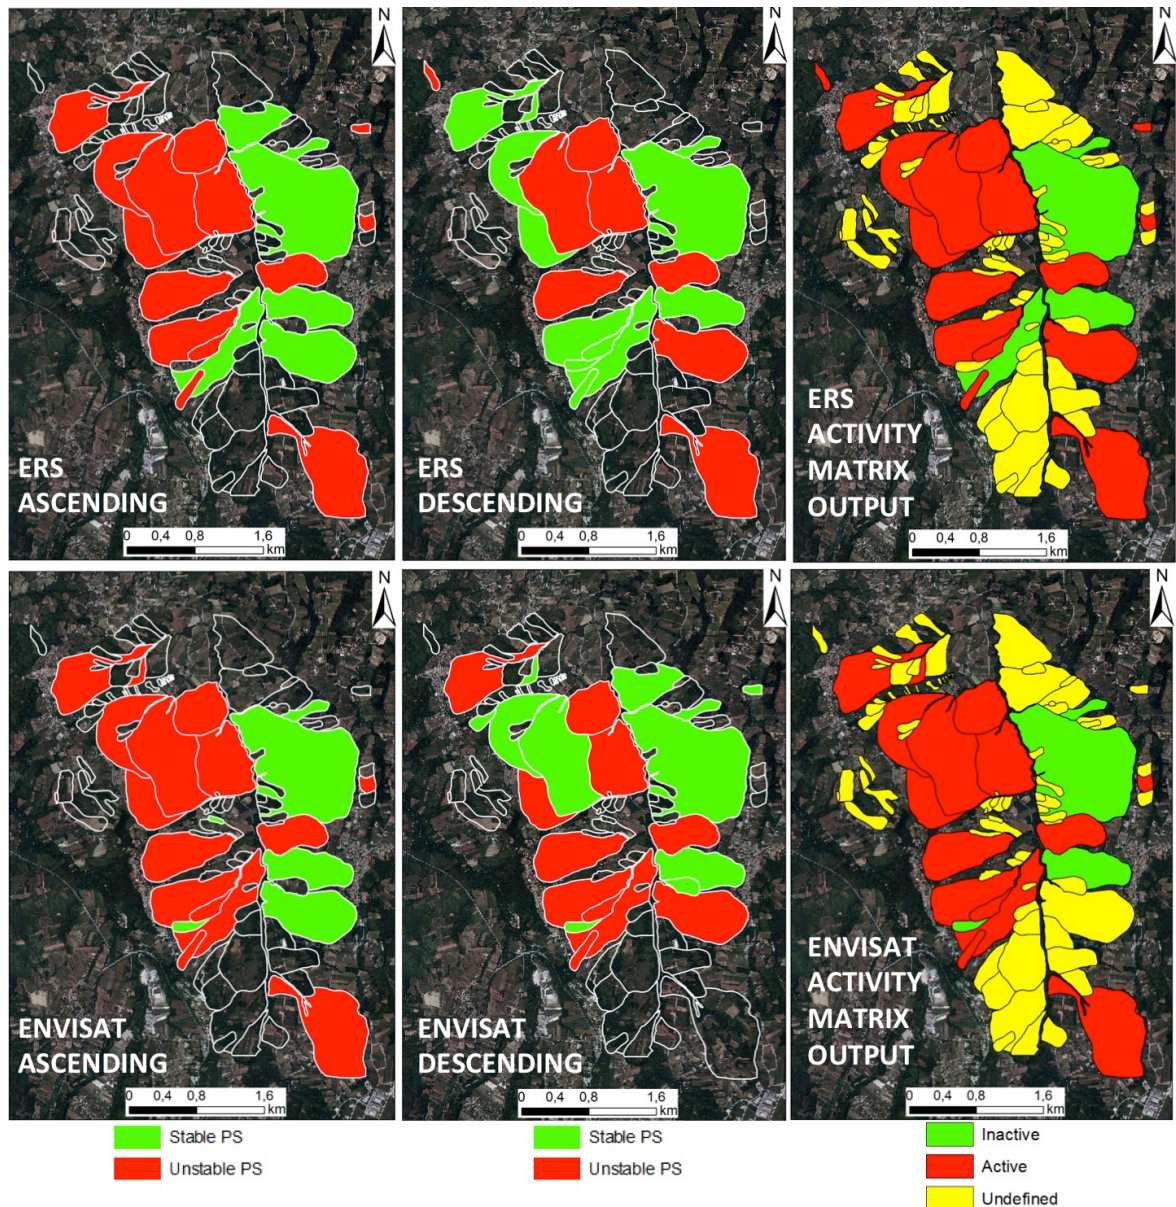 N
N
N
ERS
ASCENDING
0 0,4 0,8 1,6
km
ERS
DESCENDING
0 0,4 0,8 1,6
km
ERS
ACTIVITY
MATRIX
OUTPUT
0 0,4 0,8 1,6
km
N
N
N
ENVISAT
ASCENDING
0 0,4 0,8 1,6
km
ENVISAT
DESCENDING
0 0,4 0,8 1,6
km
ENVISAT
ACTIVITY
MATRIX
OUTPUT
0 0,4 0,8 1,6
km
Stable PS
Unstable PS
Stable PS
Unstable PS
Inactive
Active
Undefined